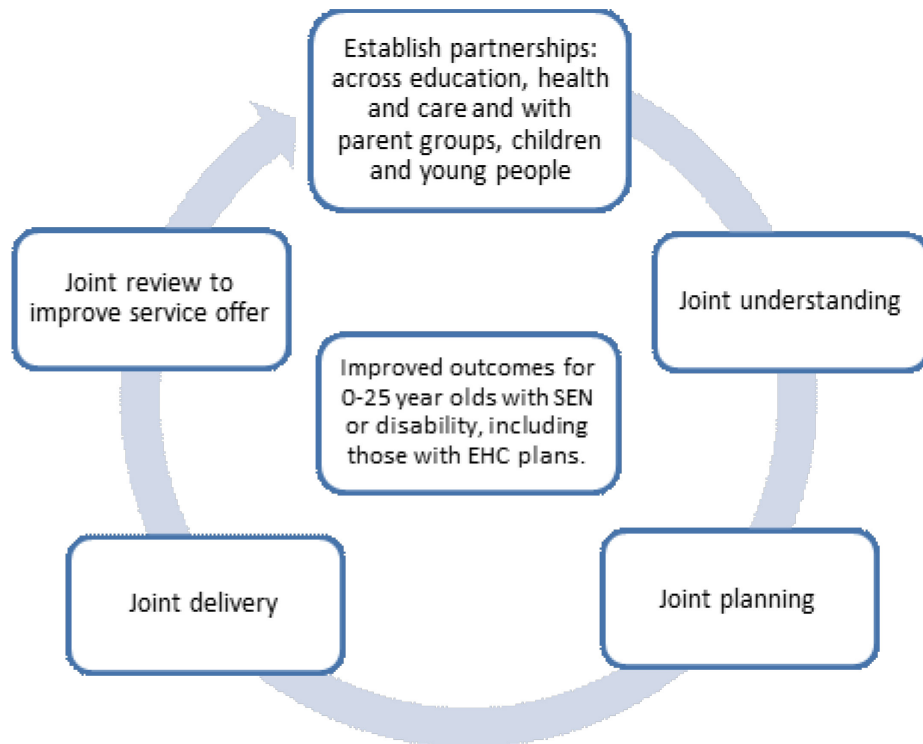 Establish partnerships:
across education, health
and care and with
parent groups, children
and young people
Joint understanding
Joint planning
Joint delivery
Joint review to
improve service offer
Improved outcomes for
0-25 year olds with SEN
or disability, including
those with EHC plans.